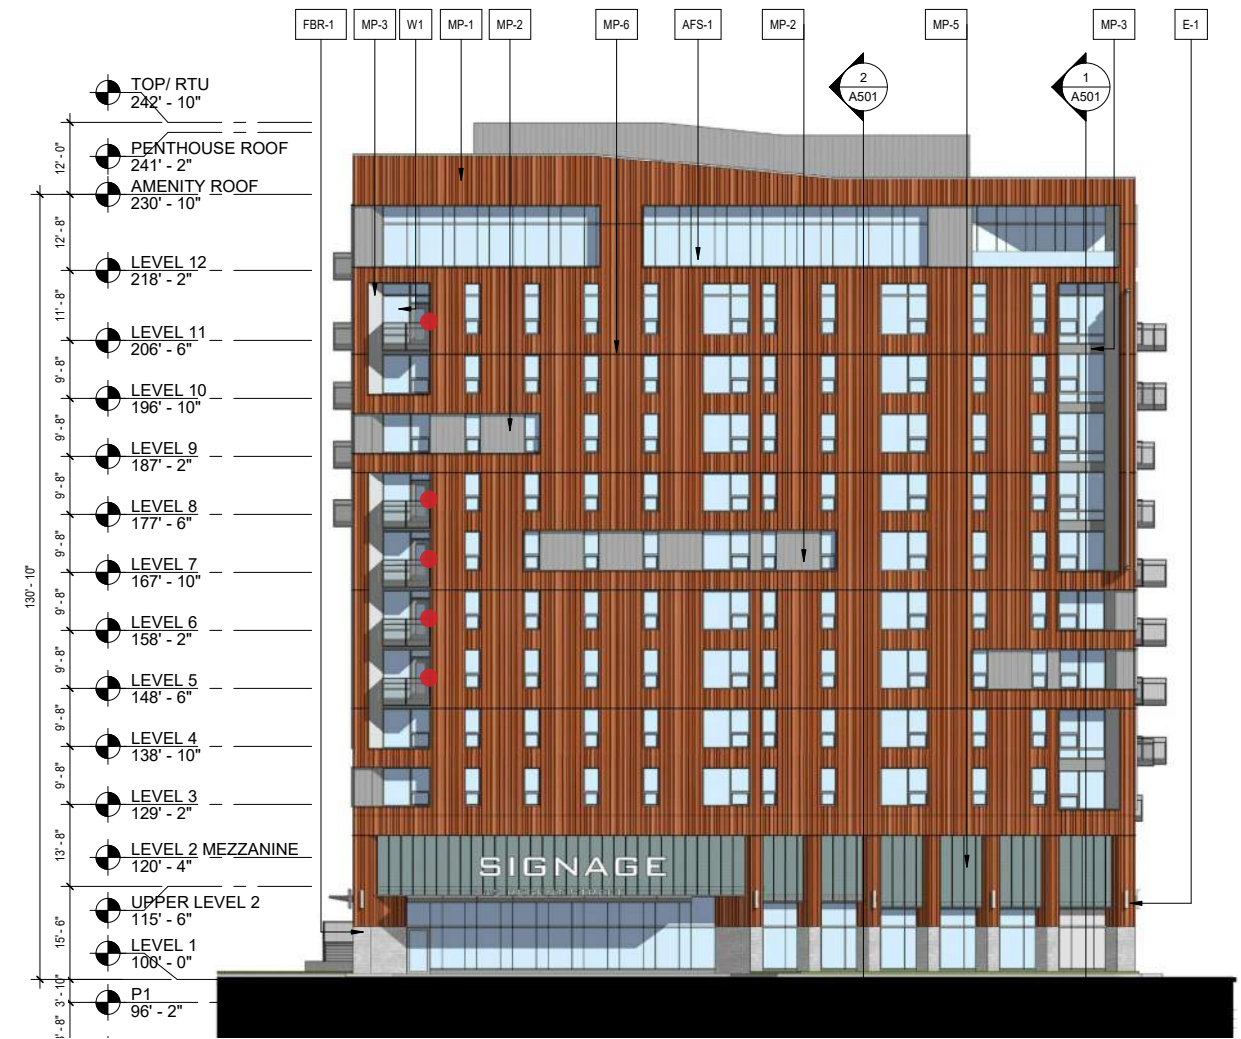 FBR-1
MP-3
W1
MP-1
MP-2
MP-6
AFS-1
MP-2
MP-5
MP-3
E-1
2
A501
1
A501
TOP/ RTU
242' - 10"
PENTHOUSE ROOF
241' - 2"
AMENITY ROOF
230' - 10"
LEVEL 12
218' - 2"
LEVEL 11
206' - 6"
LEVEL 10
196' - 10"
LEVEL 9
187' - 2"
LEVEL 8
177' - 6"
LEVEL 7
167' - 10"
LEVEL 6
158' - 2"
LEVEL 5
148' - 6"
LEVEL 4
138' - 10"
LEVEL 3
129' - 2"
LEVEL 2 MEZZANINE
120' - 4"
UPPER LEVEL 2
115' - 6"
LEVEL 1
100' - 0"
P1
96' - 2"
12' - 0"
12' - 8"
11' - 8"
9' - 8"
9' - 8"
9' - 8"
9' - 8"
9' - 8"
9' - 8"
9' - 8"
9' - 8"
13' - 8"
15' - 6"
3' - 10"
130' - 10"
SIGNAGE